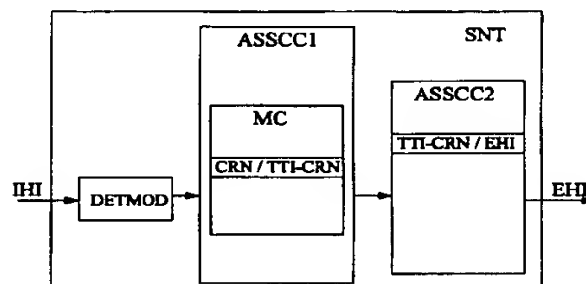 SNT
ASSCC1
ASSCC2
MC
TTI-CRN / EHI
CRN / TTI-CRN
IHI
DETMOD
EHI